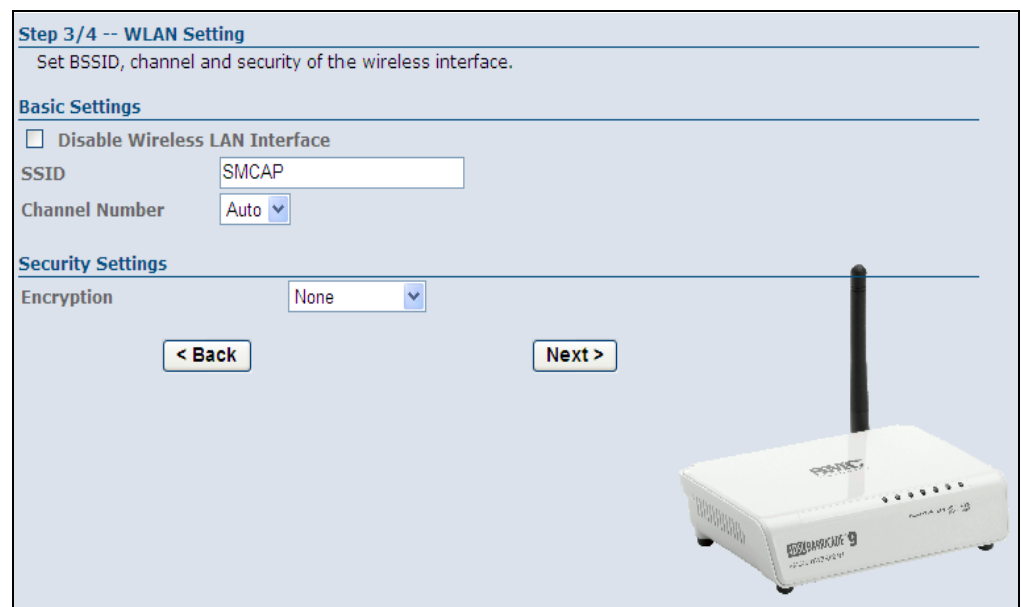 Step 3/4 -- WLAN Setting
Set BSSID, channel and security of the wireless interface.
Basic Settings
Disable Wireless LAN Interface
SSID SMCAP
Channel Number Auto
Security Settings
Encryption None
< Back Next >
SMC
BARRICADE g